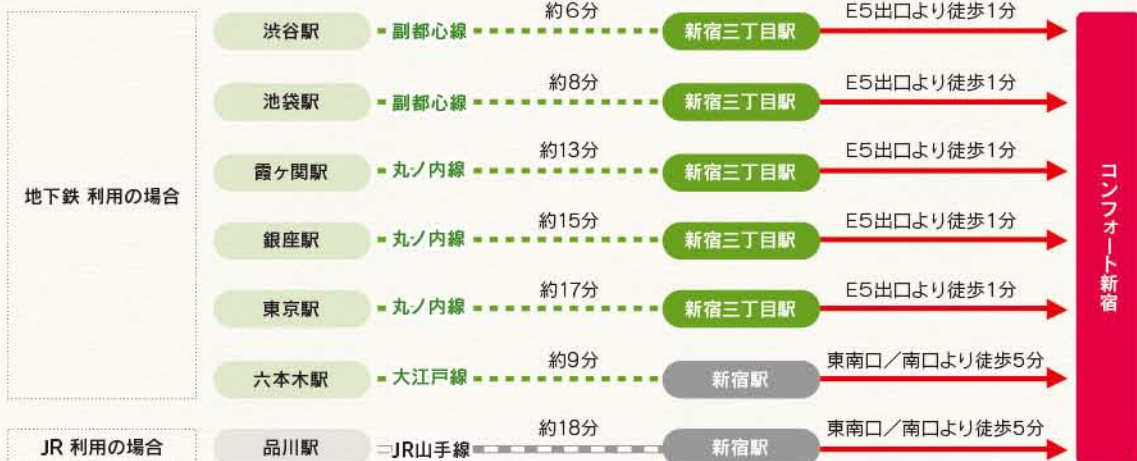 地下鉄 利用の場合
渋谷駅 副都心線 約6分 新宿三丁目駅 E5出口より徒歩1分
池袋駅 副都心線 約8分 新宿三丁目駅 E5出口より徒歩1分
霞ヶ関駅 丸ノ内線 約13分 新宿三丁目駅 E5出口より徒歩1分
銀座駅 丸ノ内線 約15分 新宿三丁目駅 E5出口より徒歩1分
東京駅 丸ノ内線 約17分 新宿三丁目駅 E5出口より徒歩1分
六本木駅 大江戸線 約9分 新宿駅 東南口／南口より徒歩5分
JR 利用の場合
品川駅 JR山手線 約18分 新宿駅 東南口／南口より徒歩5分
コンフォート新宿